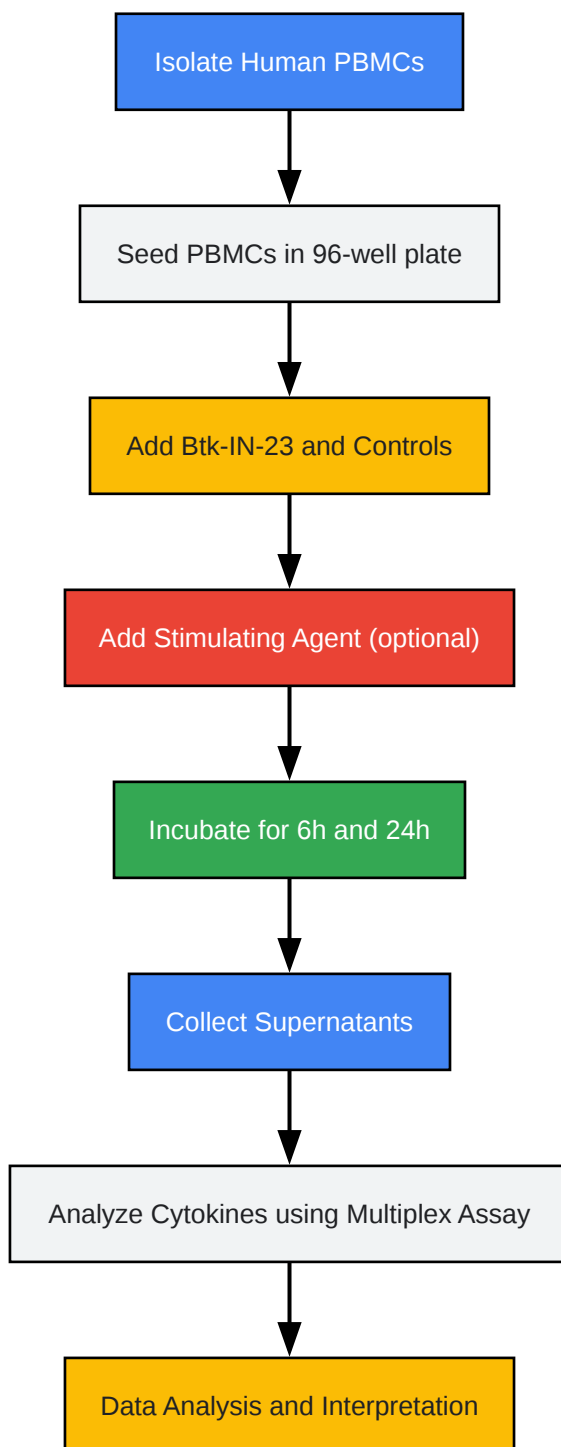 Isolate Human PBMCs
Seed PBMCs in 96-well plate
Add Btk-IN-23 and Controls
Add Stimulating Agent (optional)
Incubate for 6h and 24h
Collect Supernatants
Analyze Cytokines using Multiplex Assay
Data Analysis and Interpretation